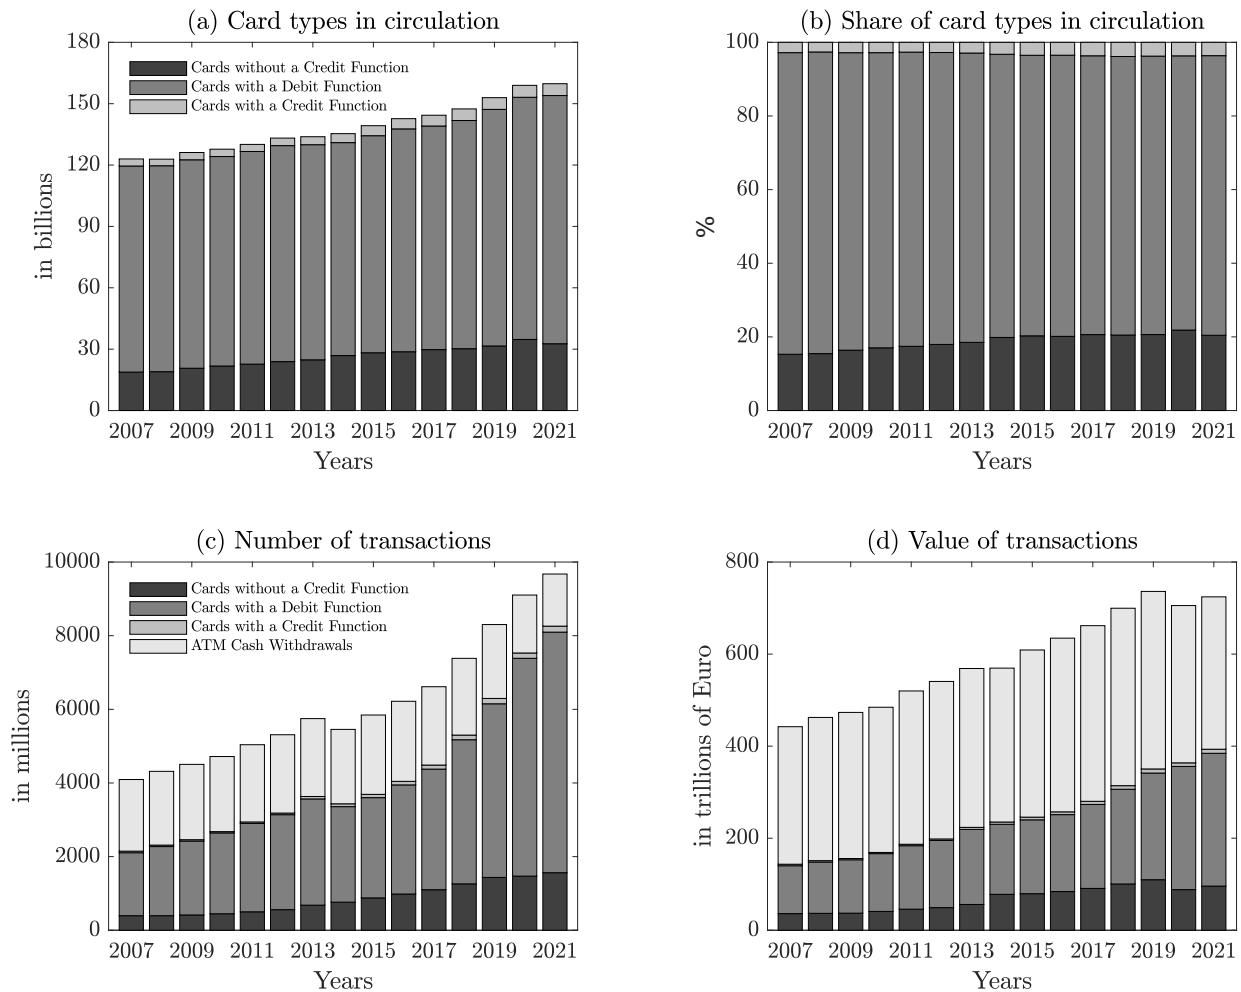 (a) Card types in circulation
180
150
120
90
60
30
0
in billions
Cards without a Credit Function
Cards with a Debit Function
Cards with a Credit Function
2007 2009 2011 2013 2015 2017 2019 2021
Years
(b) Share of card types in circulation
100
80
60
40
20
0
%
2007 2009 2011 2013 2015 2017 2019 2021
Years
(c) Number of transactions
10000
8000
6000
4000
2000
0
in millions
Cards without a Credit Function
Cards with a Debit Function
Cards with a Credit Function
ATM Cash Withdrawals
2007 2009 2011 2013 2015 2017 2019 2021
Years
(d) Value of transactions
800
600
400
200
0
in trillions of Euro
2007 2009 2011 2013 2015 2017 2019 2021
Years